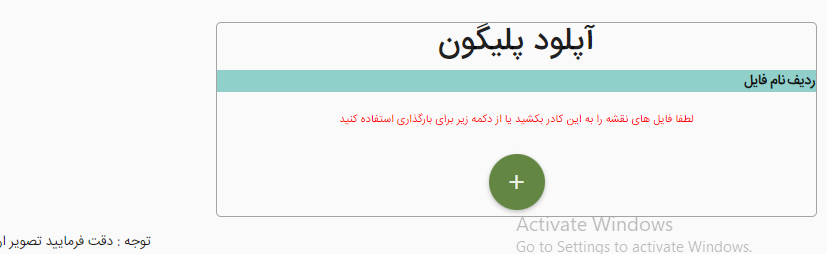 آپلود پلیگون
ردیف نام فایل
لطفا فایل های نقشه را به این کادر بکشید یا از دکمه زیر برای بارگذاری استفاده کنید
+
Activate Windows
توجه : دقت فرمایید تصویر
Go to Settings to activate Windows.